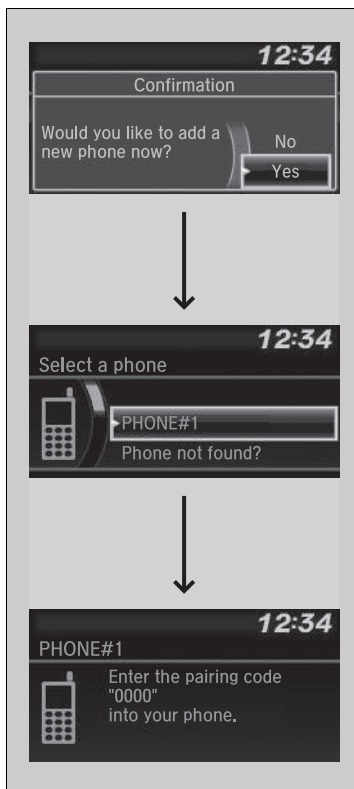 12:34
Confirmation
Would you like to add a
new phone now?
No
Yes
12:34
Select a phone
PHONE#1
Phone not found?
12:34
PHONE#1
Enter the pairing code
"0000"
into your phone.